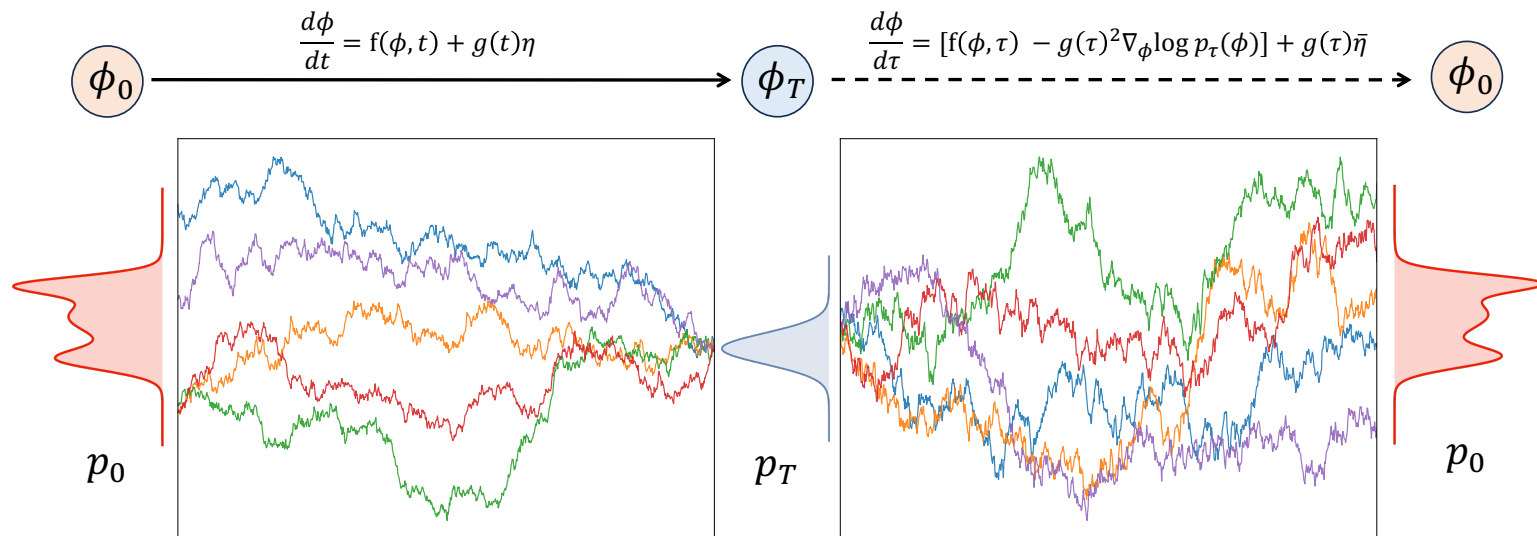 dϕ/dt = f(ϕ, t) + g(t)η
dϕ/dτ = [f(ϕ, τ) − g(τ)²∇_ϕ log p_τ(ϕ)] + g(τ)η̄
ϕ₀
ϕ_T
ϕ₀
p₀
p_T
p₀